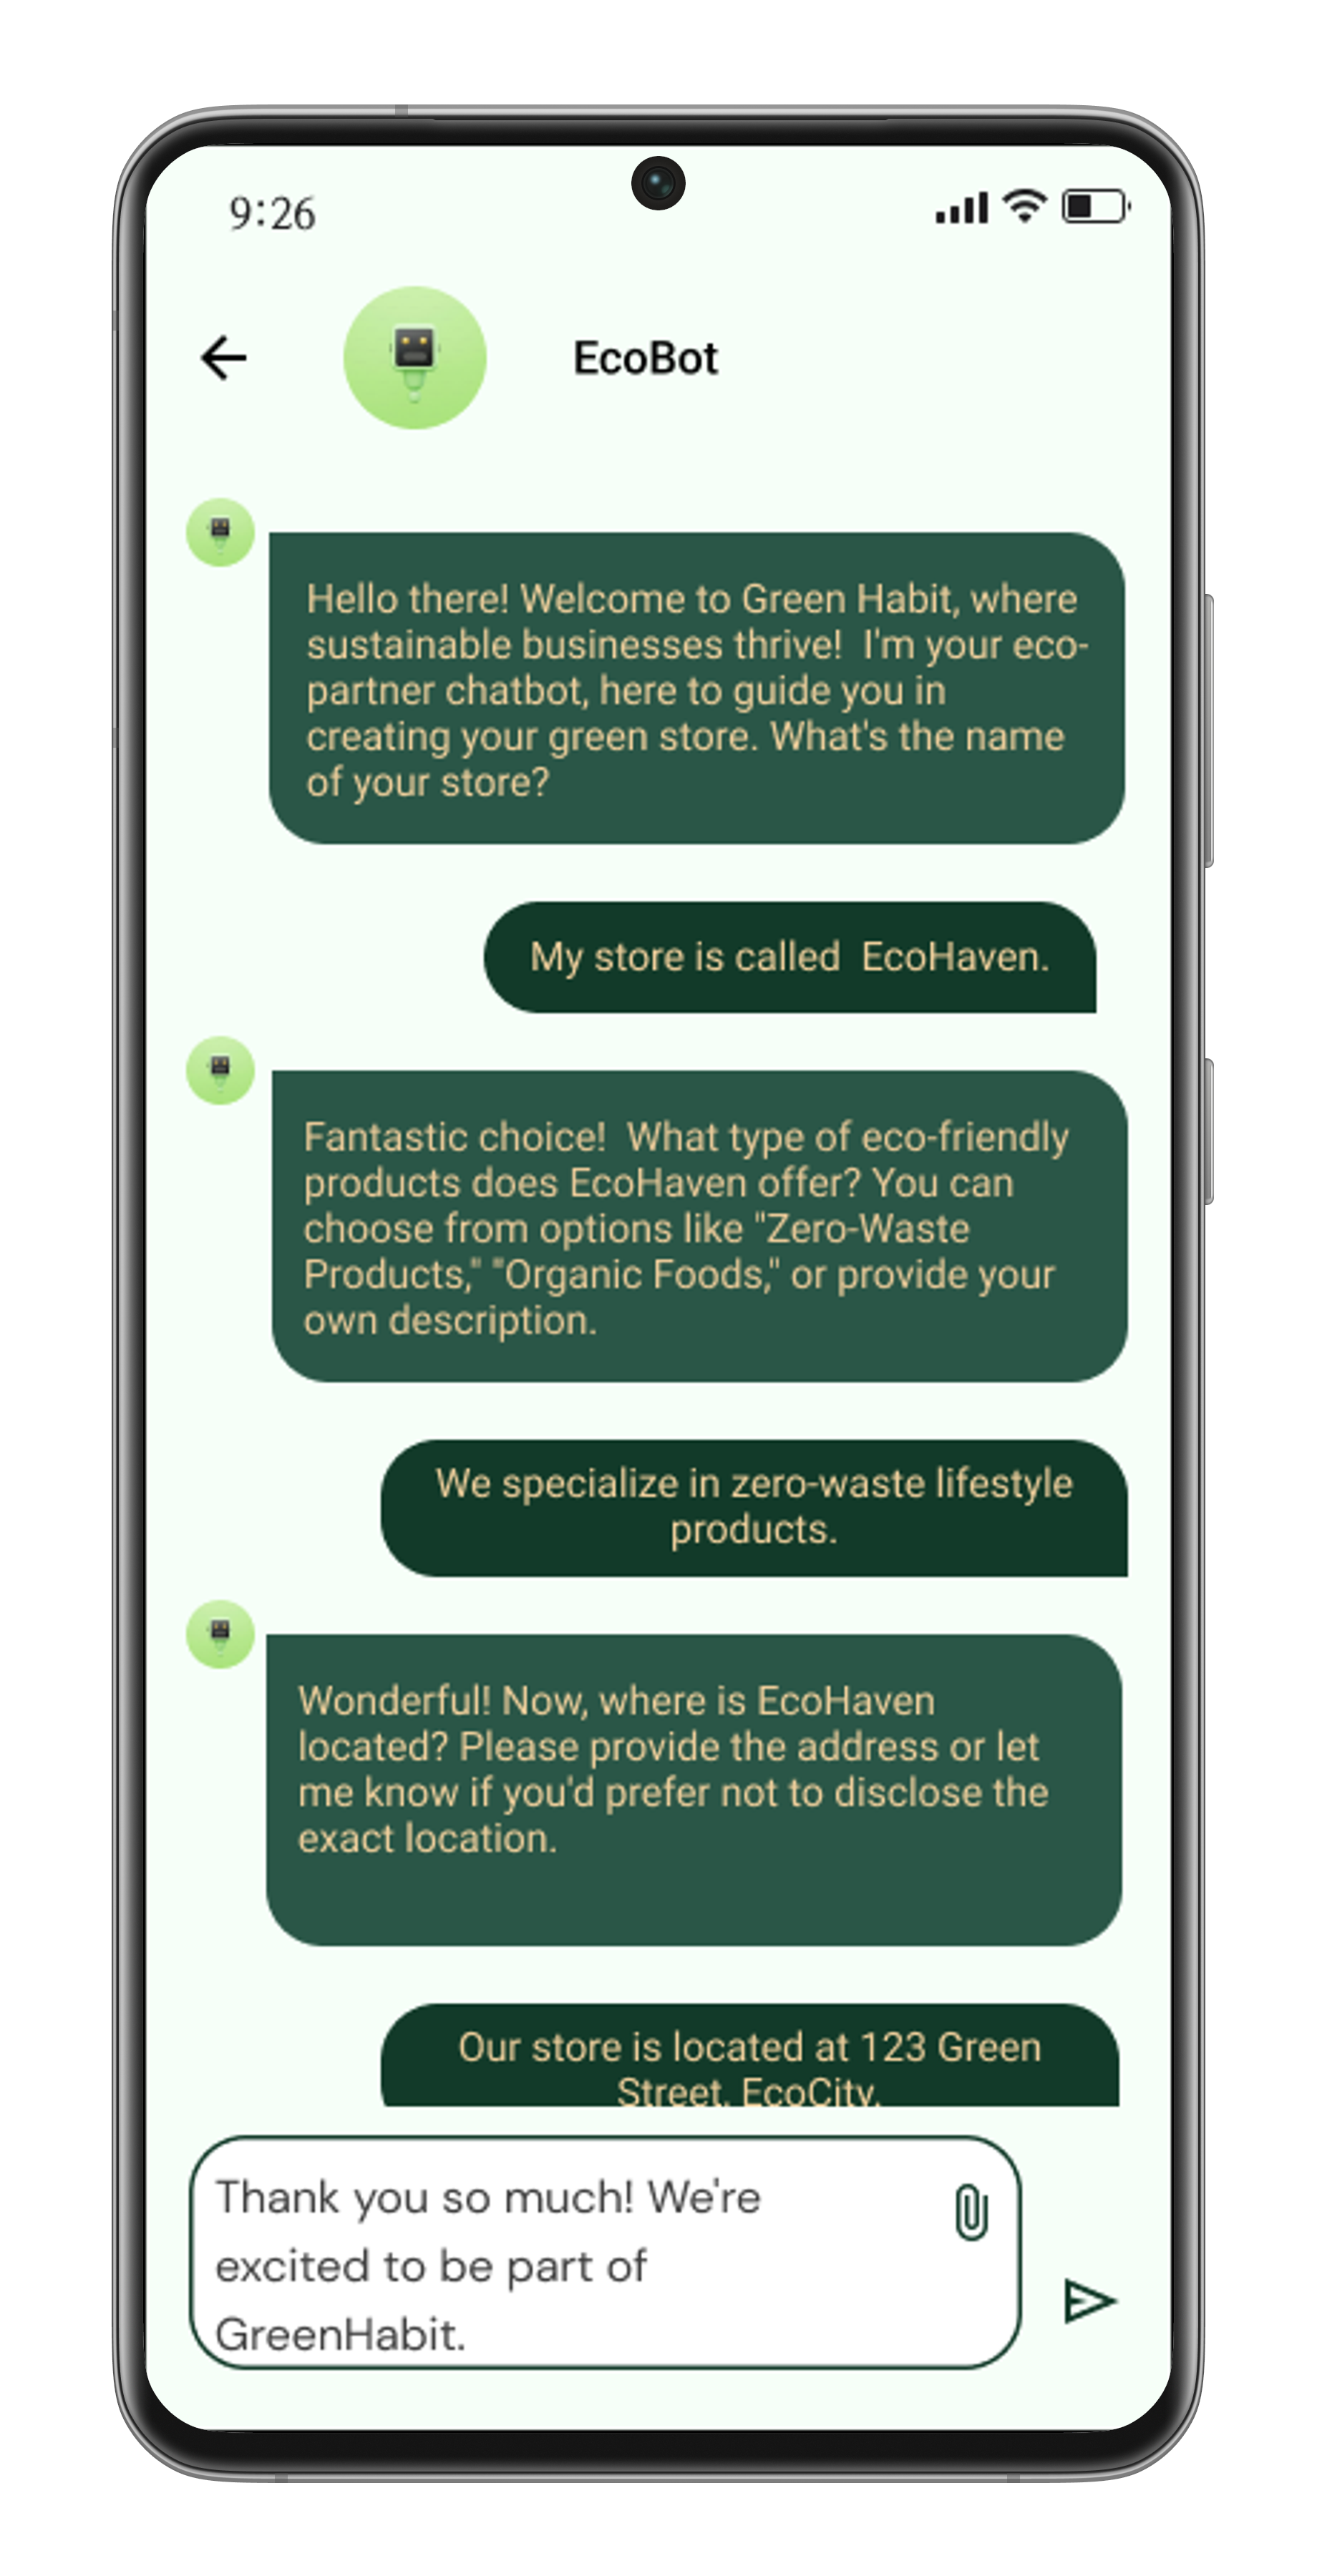 9:26
EcoBot
Hello there! Welcome to Green Habit, where
sustainable businesses thrive!  I'm your eco-
partner chatbot, here to guide you in
creating your green store. What's the name
of your store?
My store is called  EcoHaven.
Fantastic choice!  What type of eco-friendly
products does EcoHaven offer? You can
choose from options like "Zero-Waste
Products," "Organic Foods," or provide your
own description.
We specialize in zero-waste lifestyle
products.
Wonderful! Now, where is EcoHaven
located? Please provide the address or let
me know if you'd prefer not to disclose the
exact location.
Our store is located at 123 Green
Street, EcoCity.
Thank you so much! We're
excited to be part of
GreenHabit.